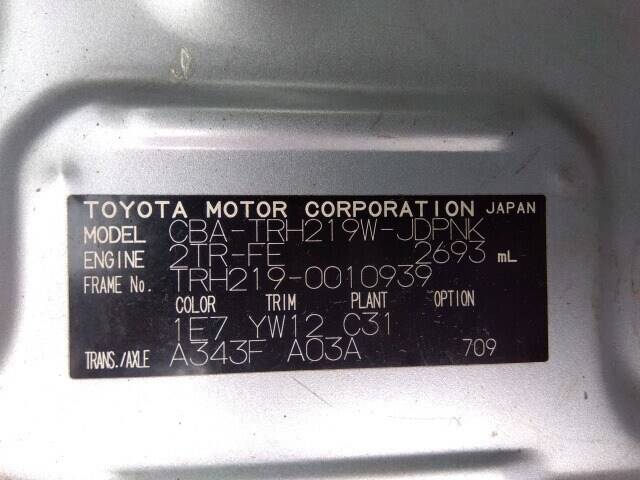 TOYOTA MOTOR CORPORATION JAPAN
MODEL CBA-TRH219W-JDPNK
ENGINE 2TR-FE 2693 mL
FRAME No. TRH219-0010939
COLOR TRIM PLANT OPTION
1E7 YW12 C31
TRANS./AXLE A343F A03A 709